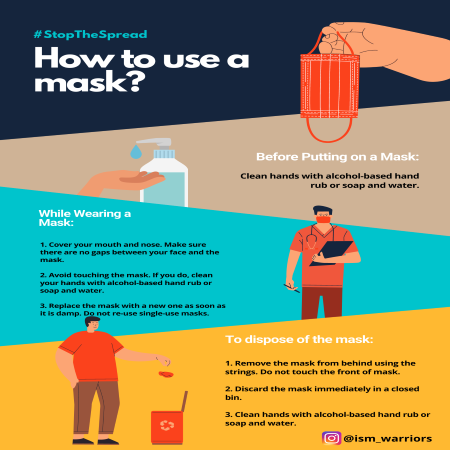 #StopTheSpread
How to use a
mask?
Before Putting on a Mask:
Clean hands with alcohol-based hand
rub or soap and water.
While Wearing a
Mask:
1. Cover your mouth and nose. Make sure
there are no gaps between your face and the
mask.
2. Avoid touching the mask. If you do, clean
your hands with alcohol-based hand rub or
soap and water.
3. Replace the mask with a new one as soon as
it is damp. Do not re-use single-use masks.
To dispose of the mask:
1. Remove the mask from behind using the
strings. Do not touch the front of mask.
2. Discard the mask immediately in a closed
bin.
3. Clean hands with alcohol-based hand rub or
soap and water.
@ism_warriors